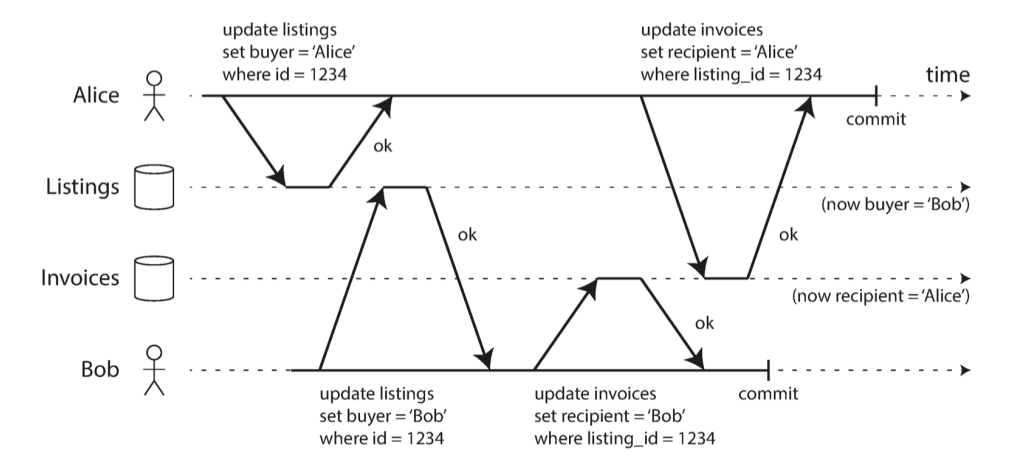 update listings
set buyer = ‘Alice’
where id = 1234
update invoices
set recipient = ‘Alice’
where listing_id = 1234
time
Alice
commit
ok
Listings
(now buyer = ‘Bob’)
ok
ok
Invoices
(now recipient = ‘Alice’)
ok
Bob
update listings
set buyer = ‘Bob’
where id = 1234
update invoices
set recipient = ‘Bob’
where listing_id = 1234
commit